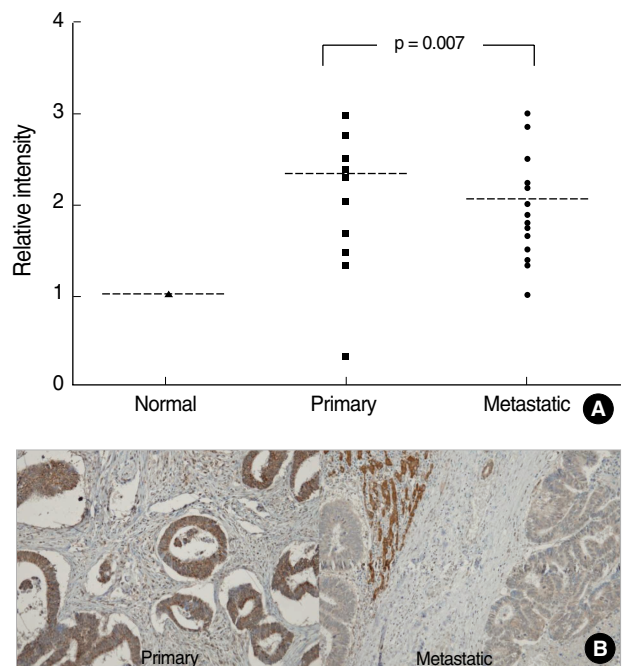 4
p = 0.007
3
2
1
0
Relative intensity
Normal Primary Metastatic
A
Primary Metastatic
B